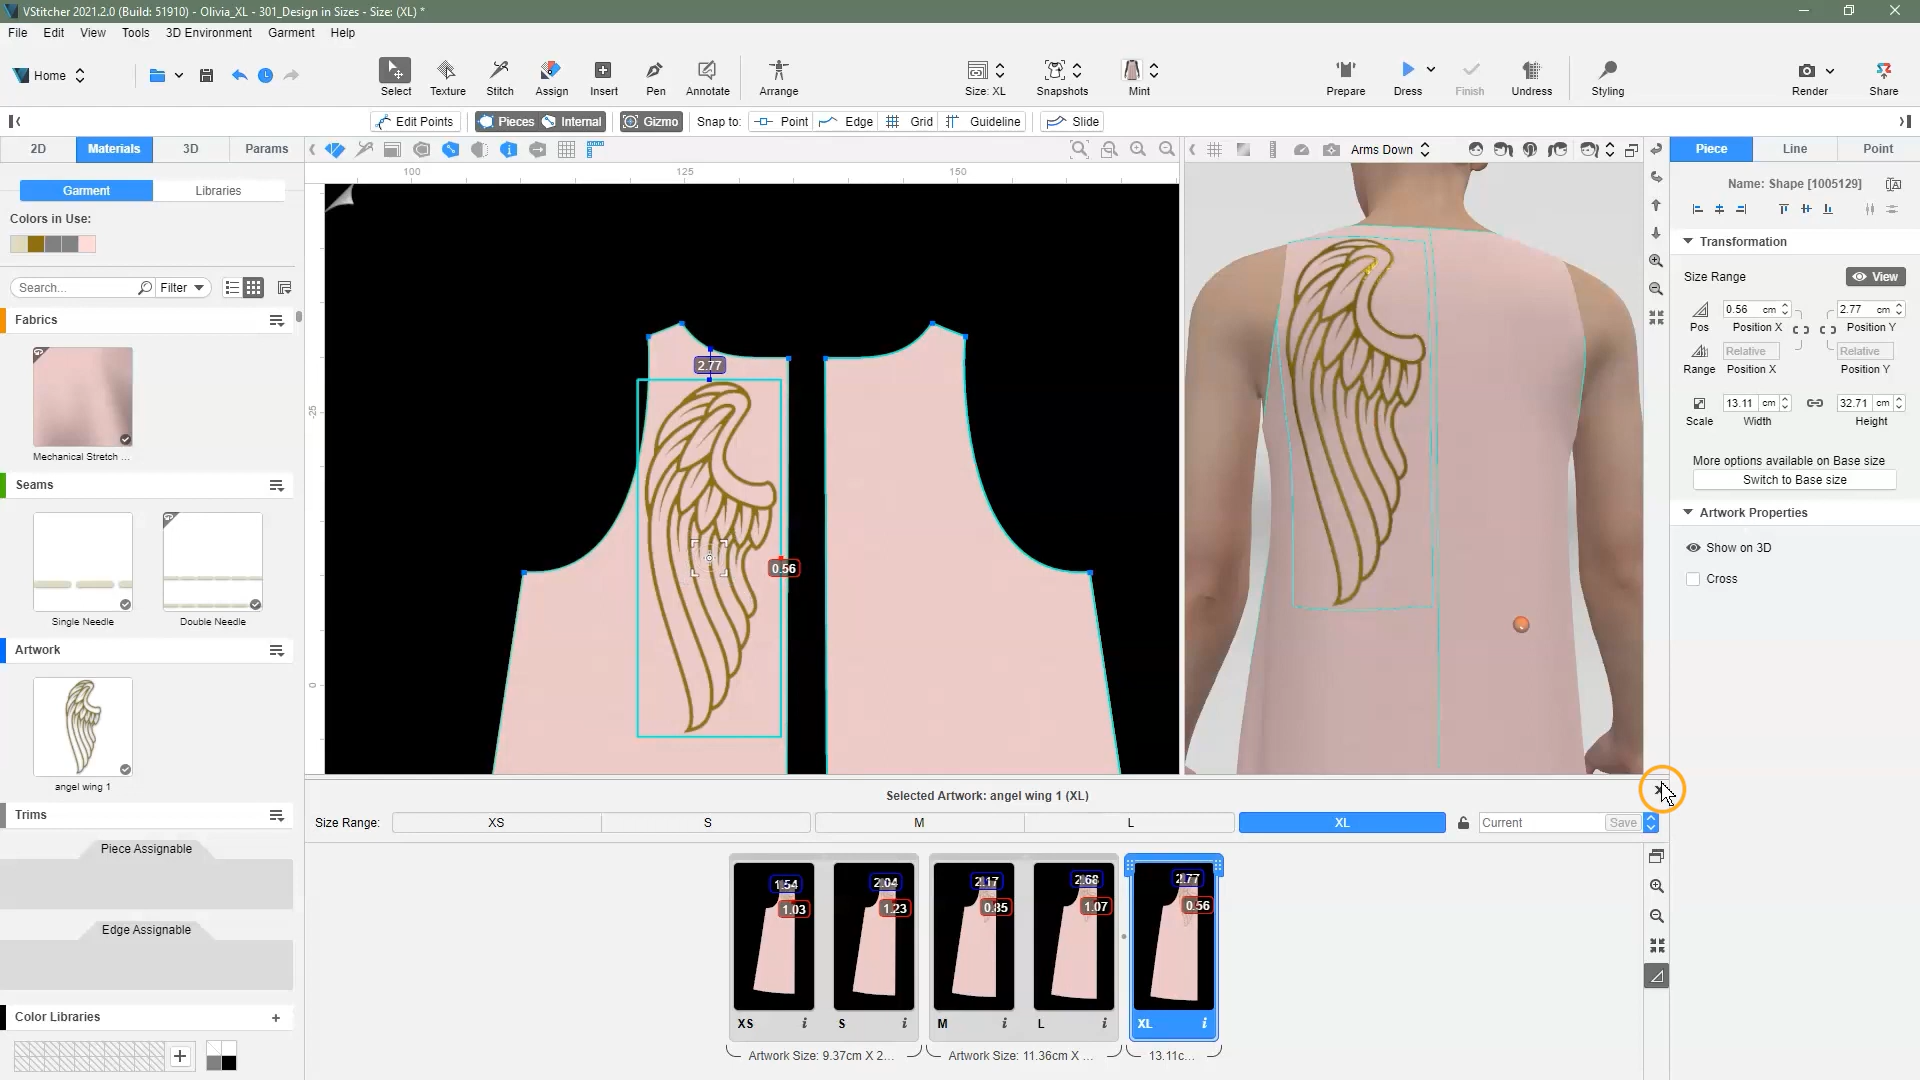 VStitcher 2021.2.0 (Build: 51910) - Olivia_XL - 301_Design in Sizes - Size: (XL) *
File Edit View Tools 3D Environment Garment Help
Home
Select Texture Stitch Assign Insert Pen Annotate Arrange Size: XL Snapshots Mint Prepare Dress Finish Undress Styling Render Share
Edit Points Pieces Internal Gizmo Snap to: Point Edge Grid Guideline Slide
2D Materials 3D Params
Arms Down
Piece Line Point
100 125 150
Garment Libraries
Name: Shape [1005129]
Colors in Use:
Transformation
Size Range View
Search... Filter
0.56 cm 2.77 cm
Pos Position X Position Y
Fabrics
Relative Relative
Range Position X Position Y
2.77
-25
13.11 cm 32.71 cm
Scale Width Height
Mechanical Stretch ...
More options available on Base size
Switch to Base size
Seams
Artwork Properties
Show on 3D
0.56
Cross
Single Needle Double Needle
Artwork
0
angel wing 1
Selected Artwork: angel wing 1 (XL)
Trims
Size Range: XS S M L XL Current Save
Piece Assignable
1.54 2.04 2.17 2.68 2.77
1.03 1.23 0.85 1.07 0.56
Edge Assignable
Color Libraries +
XS i S i M i L i XL i
Artwork Size: 9.37cm X 2... Artwork Size: 11.36cm X ... 13.11c...